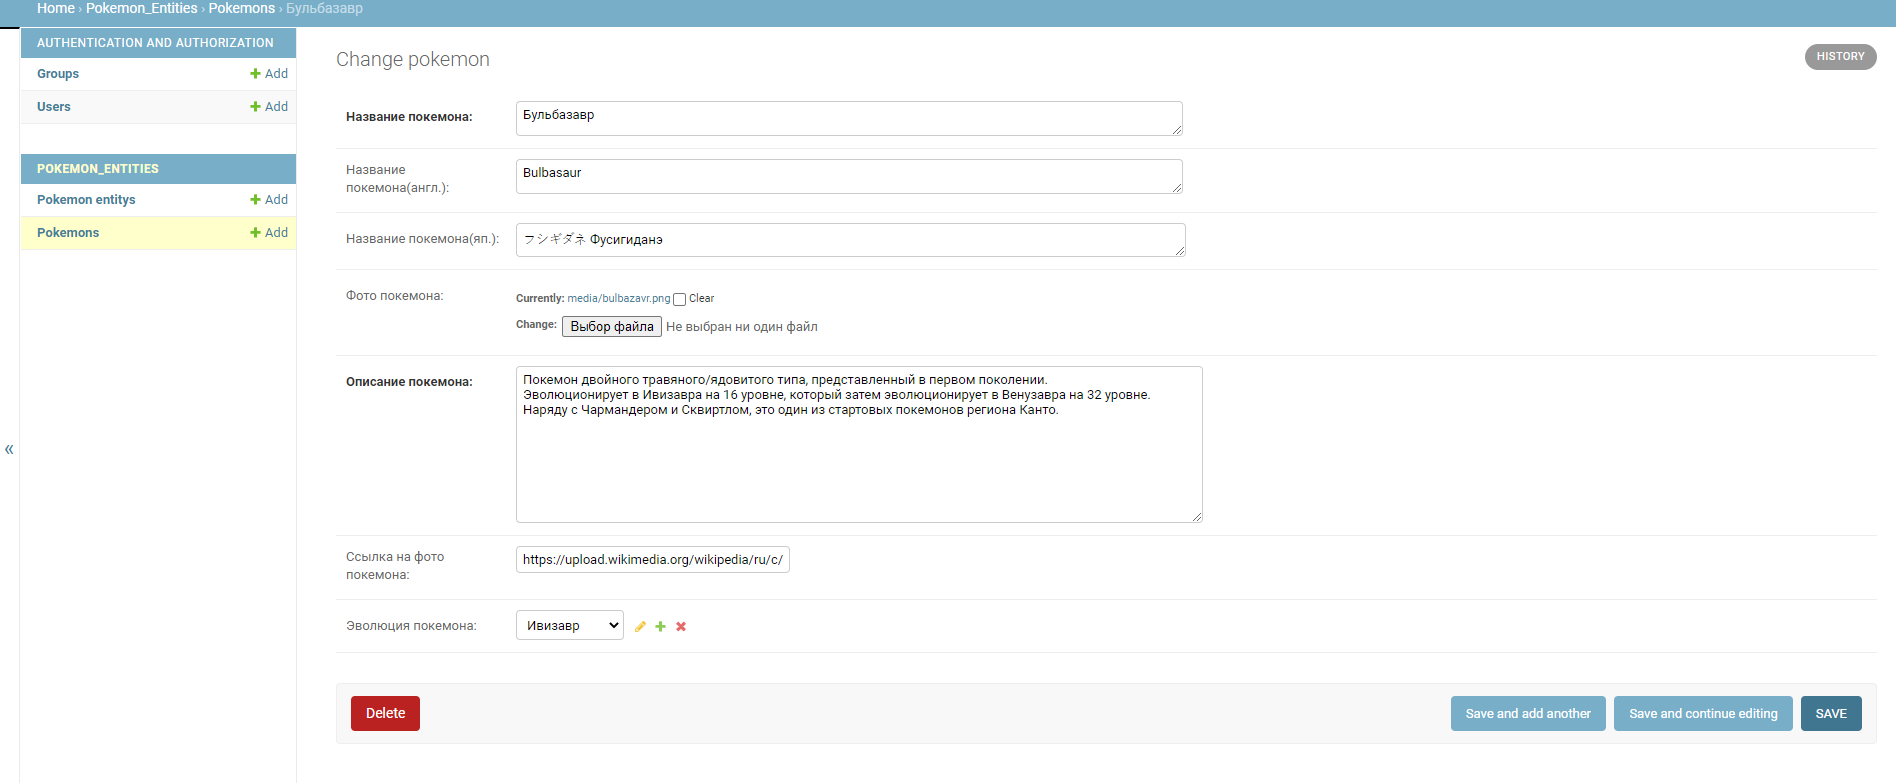 Home › Pokemon_Entities › Pokemons › Бульбазавр
AUTHENTICATION AND AUTHORIZATION
Groups Add
Users Add
POKEMON_ENTITIES
Pokemon entitys Add
Pokemons Add
«
Change pokemon
HISTORY
Название покемона: Бульбазавр
Название
покемона(англ.): Bulbasaur
Название покемона(яп.): フシギダネ Фусигиданэ
Фото покемона: Currently: media/bulbazavr.png Clear
Change: Выбор файла Не выбран ни один файл
Описание покемона: Покемон двойного травяного/ядовитого типа, представленный в первом поколении.
Эволюционирует в Ивизавра на 16 уровне, который затем эволюционирует в Венузавра на 32 уровне.
Наряду с Чармандером и Сквиртлом, это один из стартовых покемонов региона Канто.
Ссылка на фото
покемона: https://upload.wikimedia.org/wikipedia/ru/c/
Эволюция покемона: Ивизавр
Delete Save and add another Save and continue editing SAVE